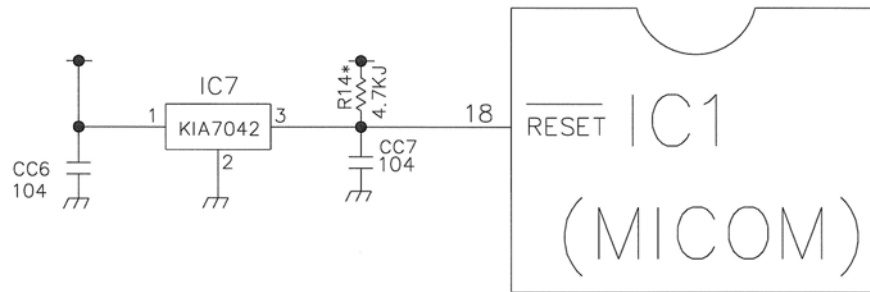 IC7
1
KIA7042
3
2
CC6
104
R14*
4.7KJ
CC7
104
18
RESET
IC1
(MICOM)